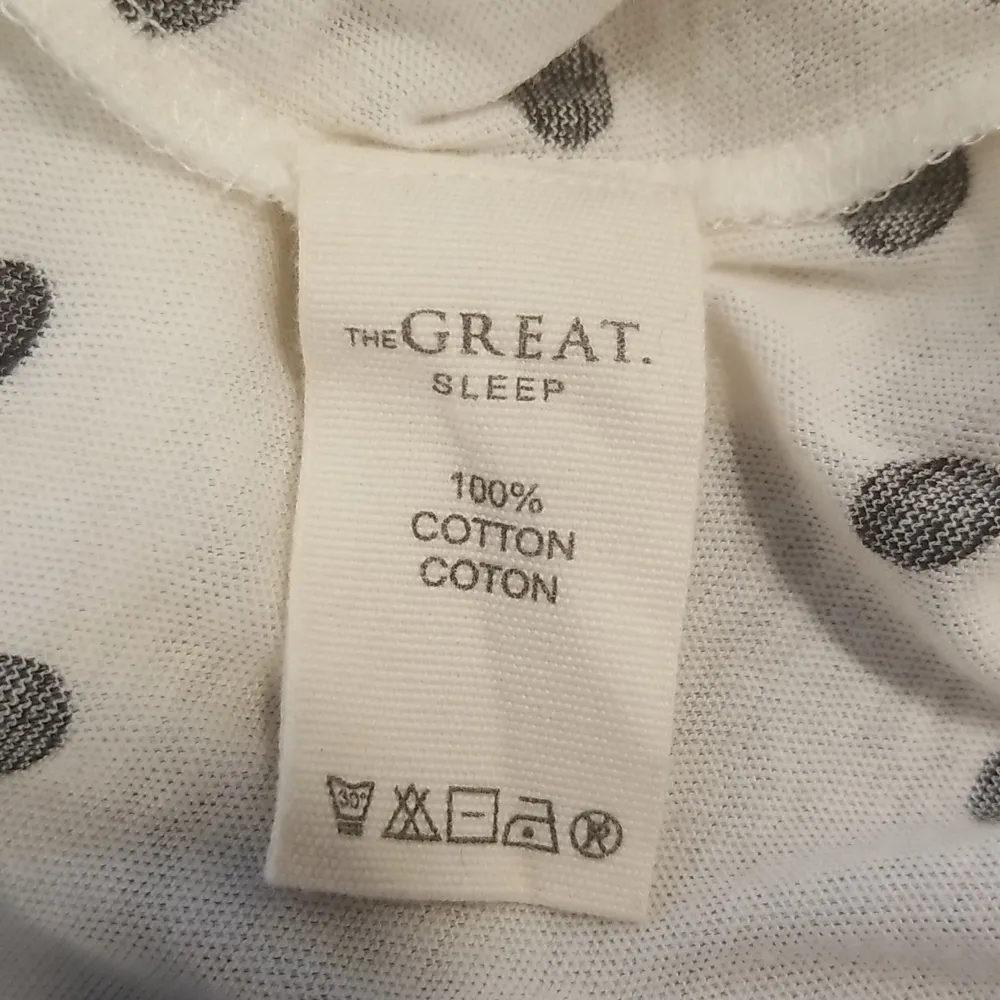 THE GREAT.
SLEEP
100%
COTTON
COTON
30°